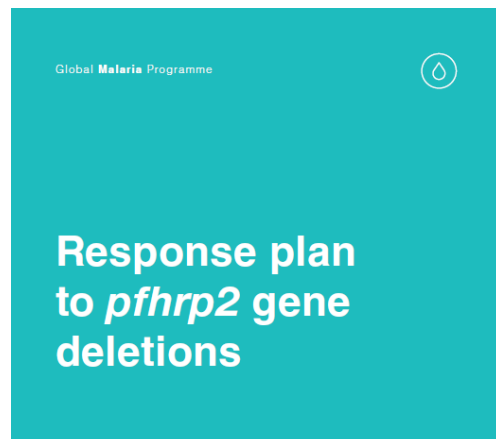 Global Malaria Programme
Response plan
to pfhrp2 gene
deletions